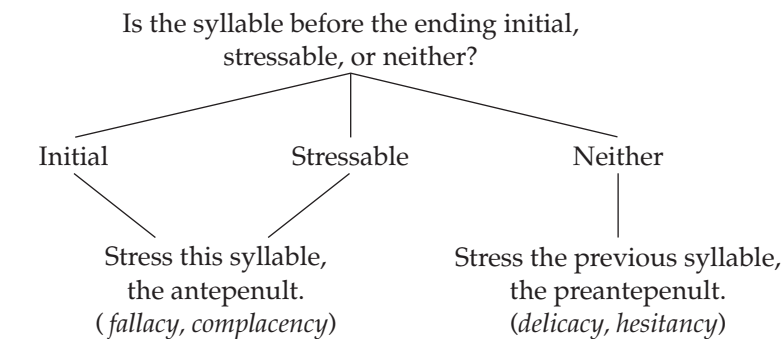 Is the syllable before the ending initial,
stressable, or neither?
Initial
Stressable
Neither
Stress this syllable,
the antepenult.
(fallacy, complacency)
Stress the previous syllable,
the preantepenult.
(delicacy, hesitancy)